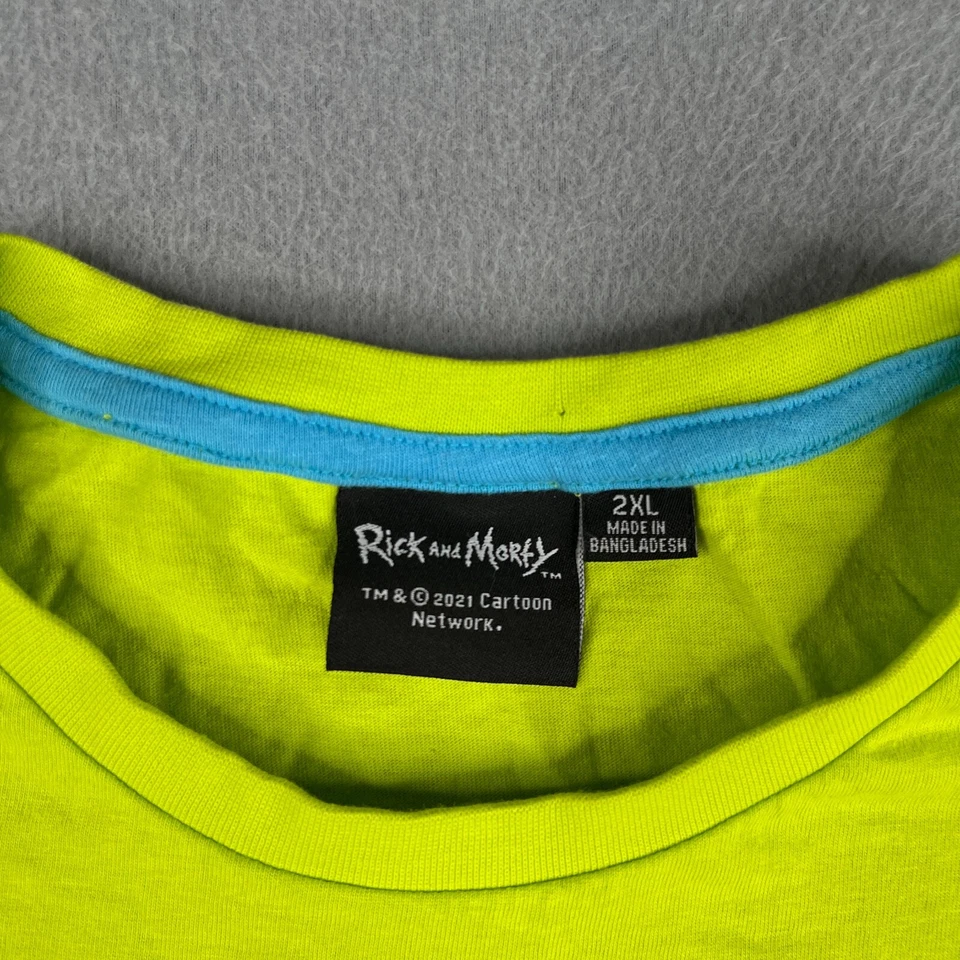 Rick and Morty™
TM & © 2021 Cartoon
Network.
2XL
MADE IN
BANGLADESH